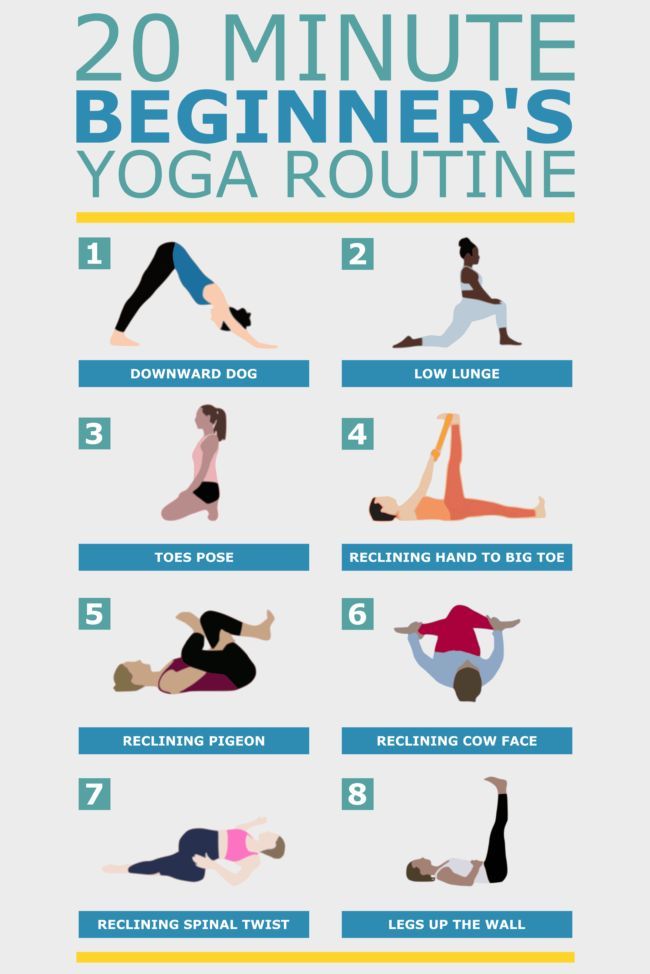 20 MINUTE
BEGINNER'S
YOGA ROUTINE
1
DOWNWARD DOG
2
LOW LUNGE
3
TOES POSE
4
RECLINING HAND TO BIG TOE
5
RECLINING PIGEON
6
RECLINING COW FACE
7
RECLINING SPINAL TWIST
8
LEGS UP THE WALL